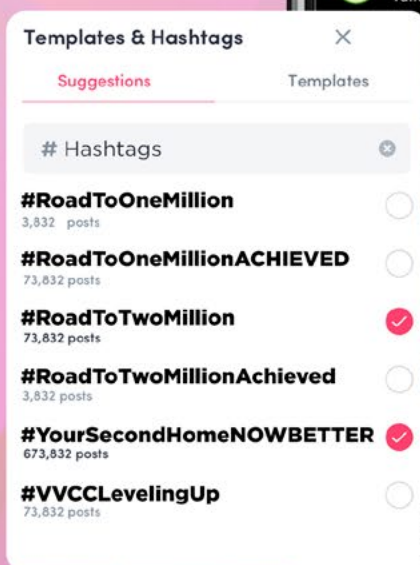 Templates & Hashtags
Suggestions Templates
# Hashtags
#RoadToOneMillion
3,832 posts
#RoadToOneMillionACHIEVED
73,832 posts
#RoadToTwoMillion
73,832 posts
#RoadToTwoMillionAchieved
3,832 posts
#YourSecondHomeNOWBETTER
673,832 posts
#VVCCLevelingUp
73,832 posts